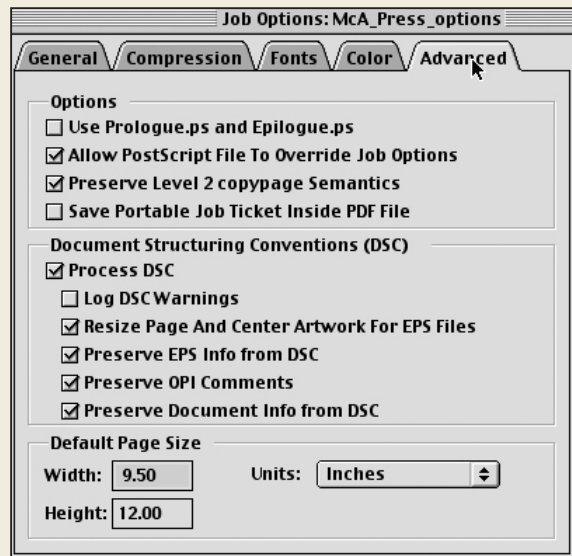 Job Options: McA_Press_options
General Compression Fonts Color Advanced
Options
Use Prologue.ps and Epilogue.ps
Allow PostScript File To Override Job Options
Preserve Level 2 copypage Semantics
Save Portable Job Ticket Inside PDF File
Document Structuring Conventions (DSC)
Process DSC
Log DSC Warnings
Resize Page And Center Artwork For EPS Files
Preserve EPS Info from DSC
Preserve OPI Comments
Preserve Document Info from DSC
Default Page Size
Width: 9.50 Units: Inches
Height: 12.00